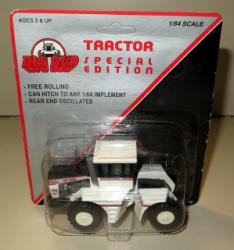 AGES 3 & UP
1/64 SCALE
BIG BUD
TRACTOR
SPECIAL
EDITION
• FREE ROLLING
• CAN HITCH TO ANY 1/64 IMPLEMENT
• REAR END OSCILLATES